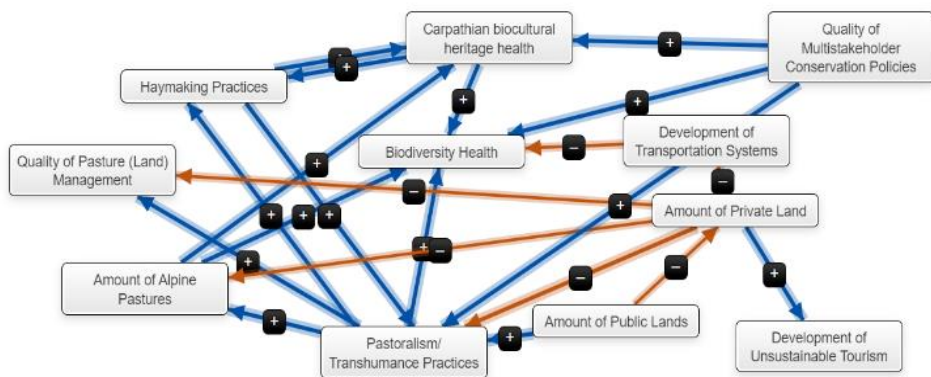 Carpathian biocultural
heritage health
Quality of
Multistakeholder
Conservation Policies
+
+
+
Haymaking Practices
+
+
Development of
Transportation Systems
Biodiversity Health
−
Quality of Pasture (Land)
Management
+
−
−
Amount of Private Land
+
+
+
+
+
−
+
Amount of Alpine
Pastures
−
−
+
+
Amount of Public Lands
+
Pastoralism/
Transhumance Practices
Development of
Unsustainable Tourism